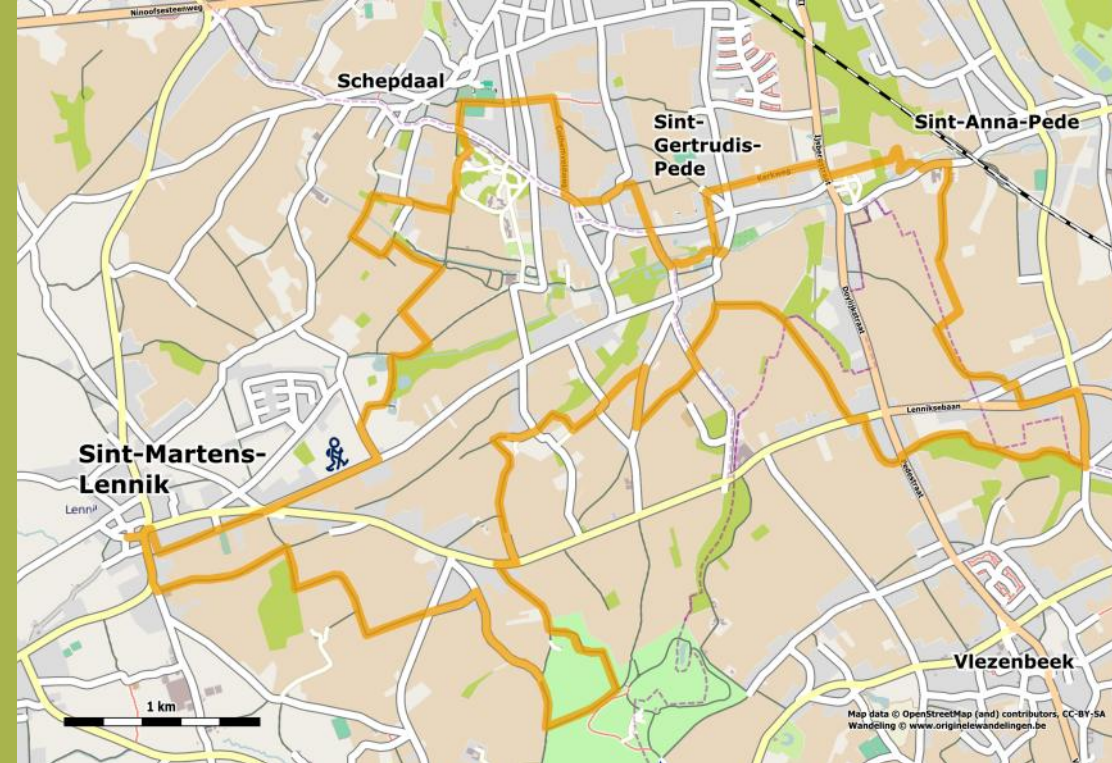 Ninoofsesteenweg
Schepdaal
Sint-
Gertrudis-
Pede
Sint-Anna-Pede
Kerkweg
Lenniksebaan
Sint-Martens-
Lennik
Vlezenbeek
1 km
Map data © OpenStreetMap (and) contributors, CC-BY-SA
Wandeling © www.originelewandelingen.be